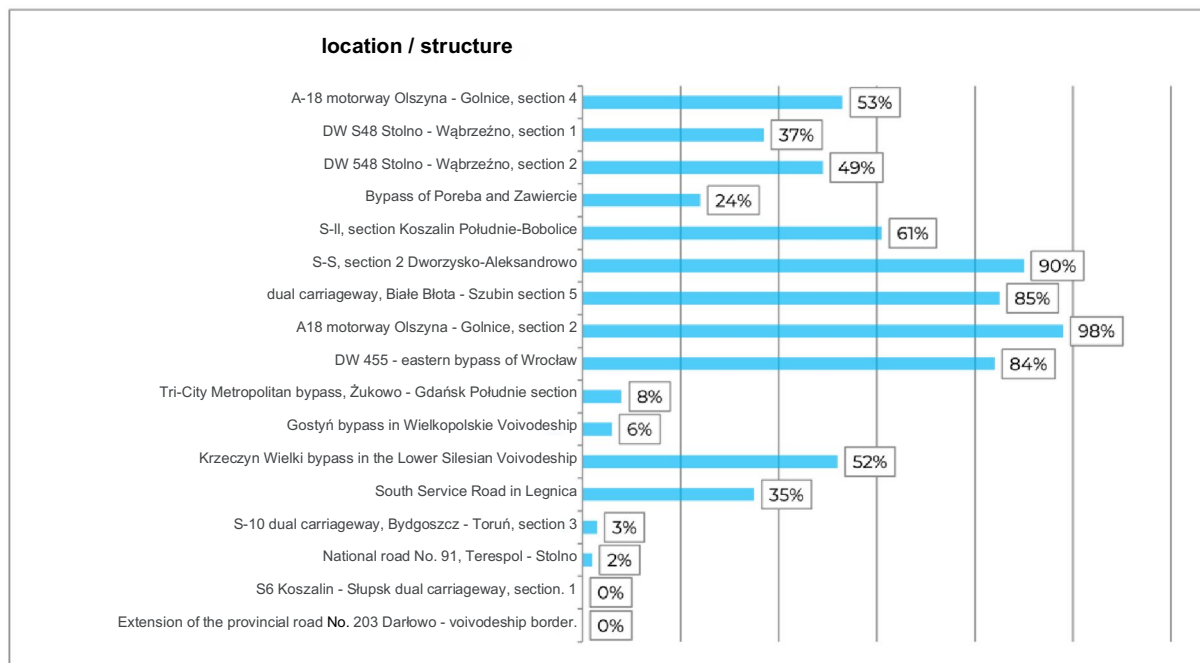 location / structure
A-18 motorway Olszyna - Golnice, section 4 53%
DW S48 Stolno - Wąbrzeźno, section 1 37%
DW 548 Stolno - Wąbrzeźno, section 2 49%
Bypass of Poreba and Zawiercie 24%
S-II, section Koszalin Południe-Bobolice 61%
S-S, section 2 Dworzysko-Aleksandrowo 90%
dual carriageway, Białe Błota - Szubin section 5 85%
A18 motorway Olszyna - Golnice, section 2 98%
DW 455 - eastern bypass of Wrocław 84%
Tri-City Metropolitan bypass, Żukowo - Gdańsk Południe section 8%
Gostyń bypass in Wielkopolskie Voivodeship 6%
Krzeczyn Wielki bypass in the Lower Silesian Voivodeship 52%
South Service Road in Legnica 35%
S-10 dual carriageway, Bydgoszcz - Toruń, section 3 3%
National road No. 91, Terespol - Stolno 2%
S6 Koszalin - Słupsk dual carriageway, section. 1 0%
Extension of the provincial road No. 203 Darłowo - voivodeship border. 0%